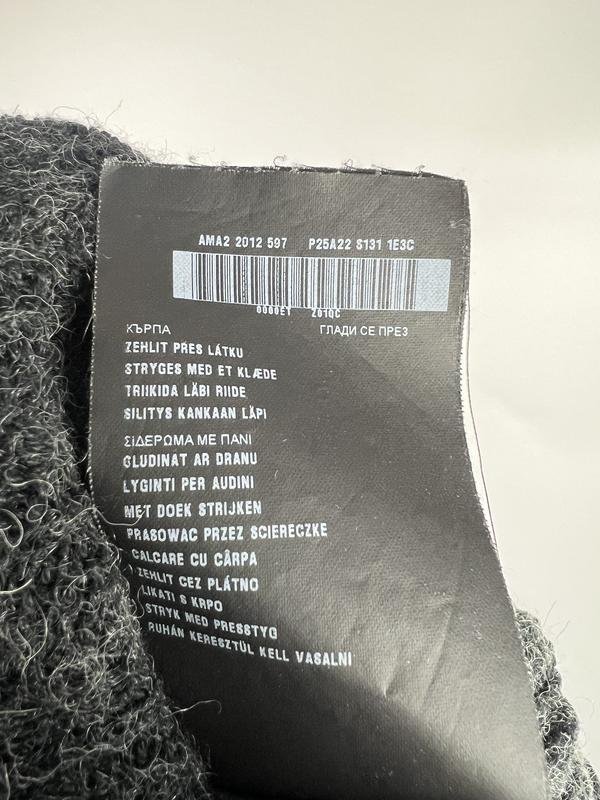 AMA2 2012 597 P25A22 S131 1E3C
0000ET Z01QC
КЪРПА ГЛАДИ СЕ ПРЕЗ
ZEHLIT PRES LÁTKU
STRYGES MED ET KLÆDE
TRIIKIDA LÄBI RIIDE
SILITYS KANKAAN LÄPI
ΣΙΔΕΡΩΜΑ ΜΕ ΠΑΝΙ
GLUDINAT AR DRANU
LYGINTI PER AUDINI
MET DOEK STRIJKEN
PRASOWAC PRZEZ SCIERECZKE
CALCARE CU CÂRPA
ZEHLIT CEZ PLÁTNO
LIKATI S KRPO
STRYK MED PRESSTYG
RUHÁN KERESZTÜL KELL VASALNI